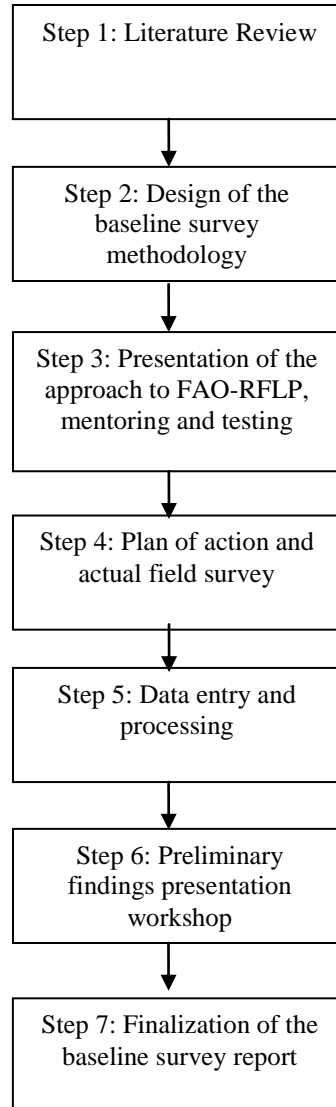 Step 1: Literature Review
Step 2: Design of the
baseline survey
methodology
Step 3: Presentation of the
approach to FAO-RFLP,
mentoring and testing
Step 4: Plan of action and
actual field survey
Step 5: Data entry and
processing
Step 6: Preliminary
findings presentation
workshop
Step 7: Finalization of the
baseline survey report